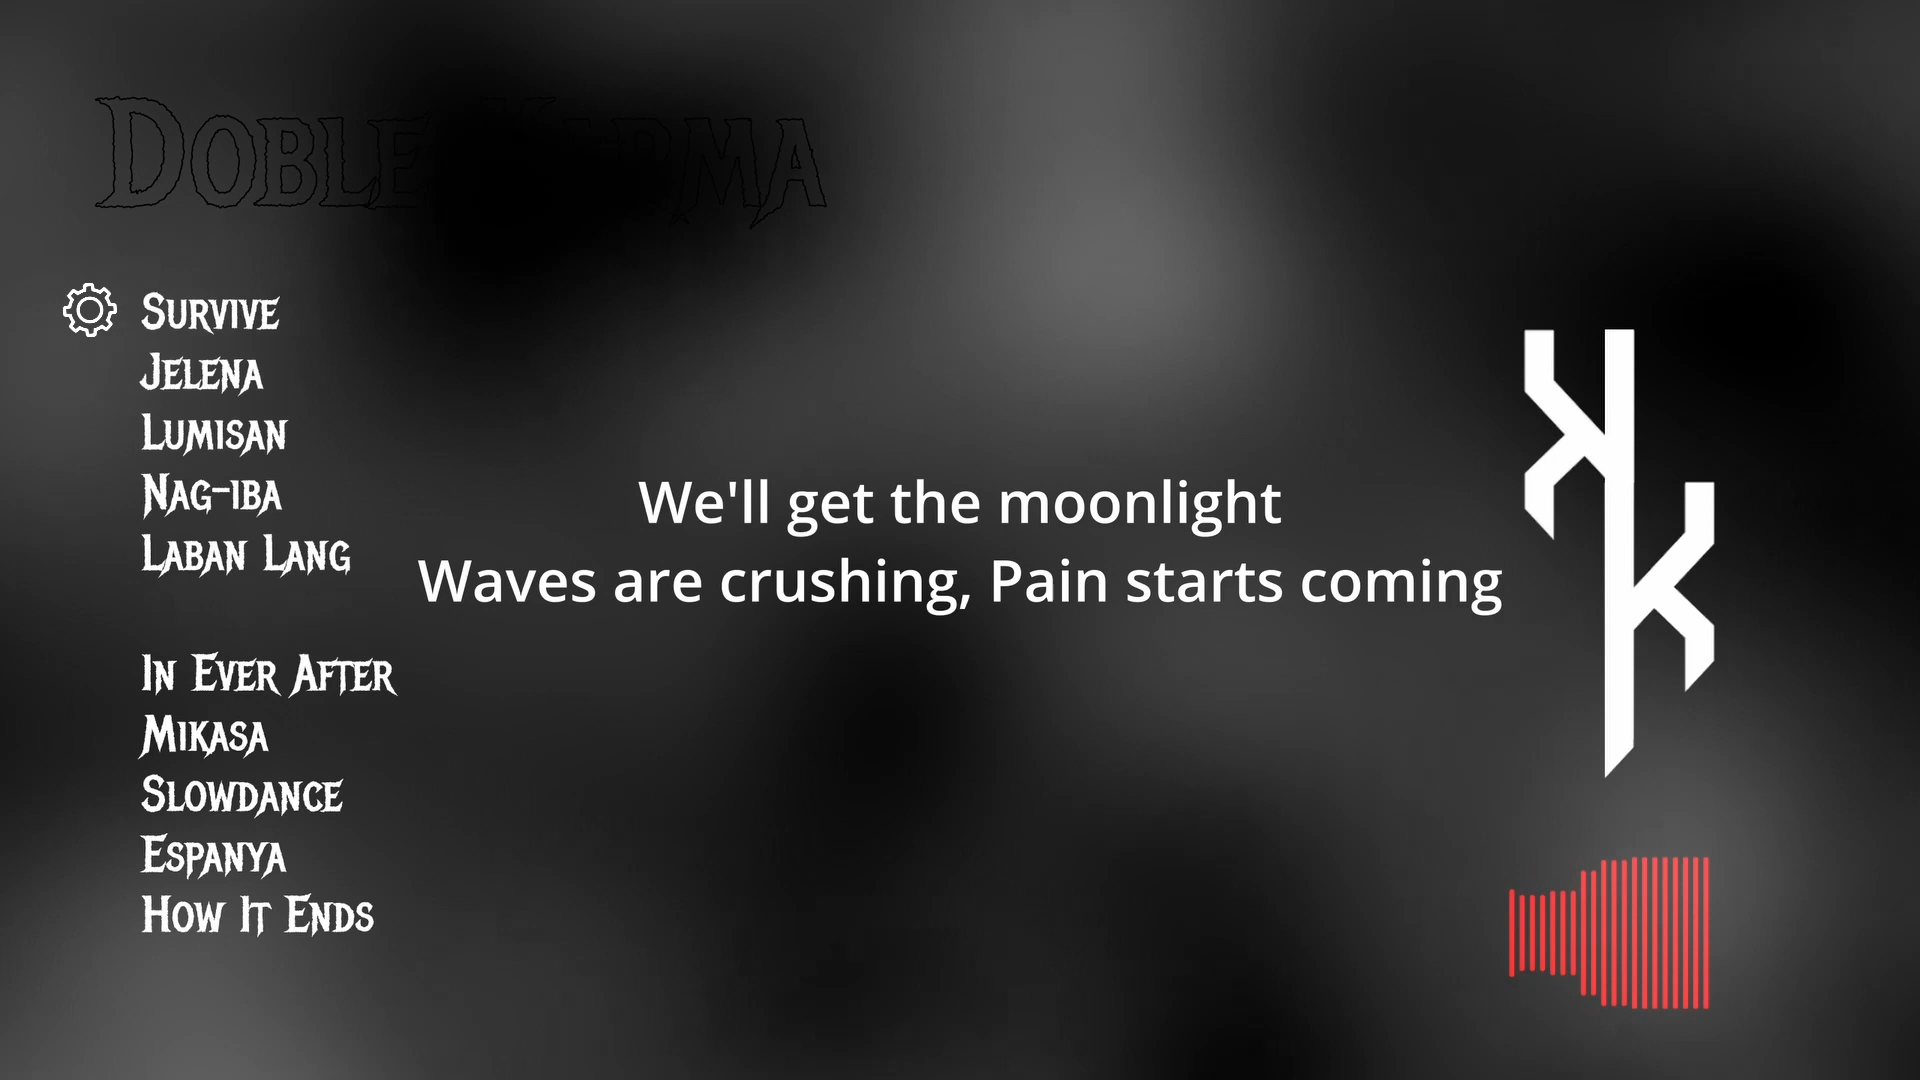 Doble Karma
Survive
Jelena
Lumisan
Nag-iba
Laban Lang
We'll get the moonlight
Waves are crushing, Pain starts coming
In Ever After
Mikasa
Slowdance
Espanya
How It Ends